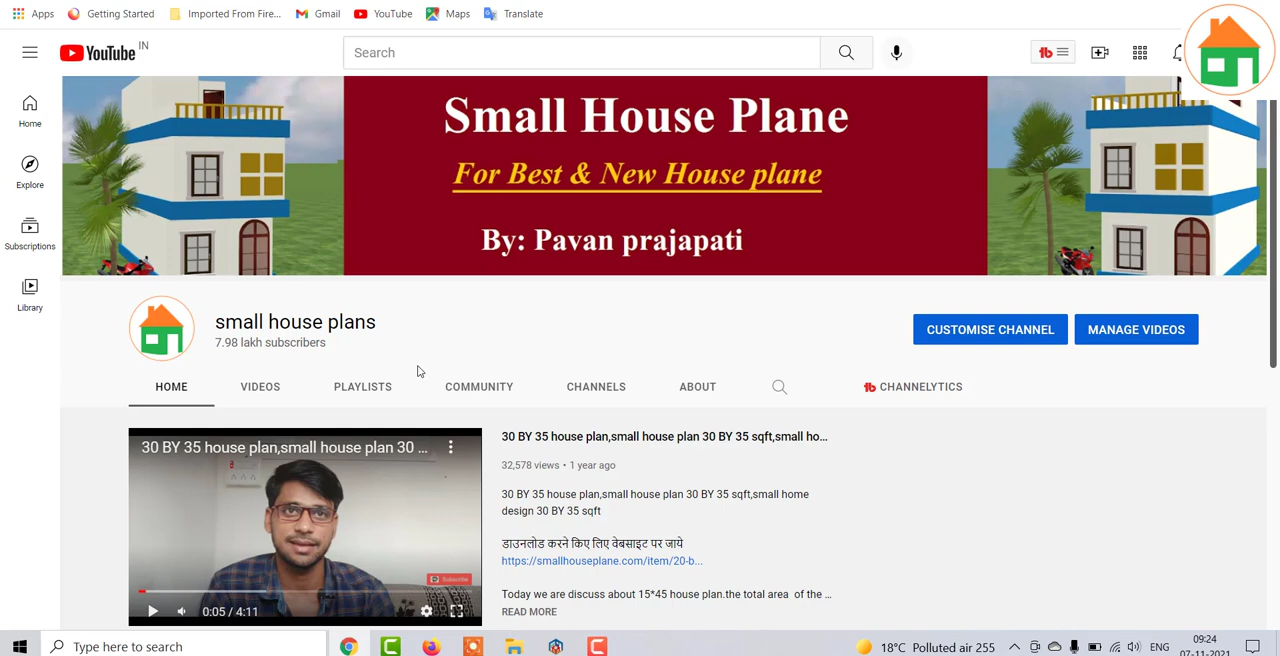 Apps Getting Started Imported From Fire... Gmail YouTube Maps Translate
YouTube IN
Search
Home
Explore
Subscriptions
Library
Small House Plane
For Best & New House plane
By: Pavan prajapati
small house plans
7.98 lakh subscribers
CUSTOMISE CHANNEL MANAGE VIDEOS
HOME VIDEOS PLAYLISTS COMMUNITY CHANNELS ABOUT CHANNELYTICS
30 BY 35 house plan,small house plan 30 ...
Subscribe
0:05 / 4:11
30 BY 35 house plan,small house plan 30 BY 35 sqft,small ho...
32,578 views • 1 year ago
30 BY 35 house plan,small house plan 30 BY 35 sqft,small home
design 30 BY 35 sqft
डाउनलोड करने किए लिए वेबसाइट पर जाये
https://smallhouseplane.com/item/20-b...
Today we are discuss about 15*45 house plan.the total area of the ...
READ MORE
Type here to search
18°C Polluted air 255
ENG
09:24
07-11-2021